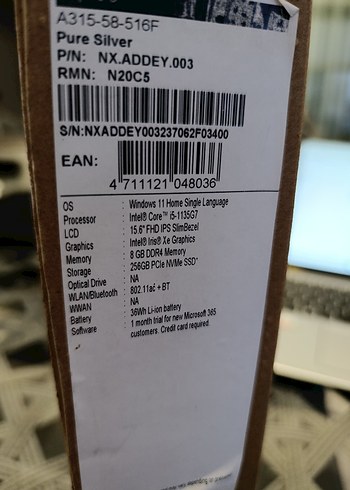 A315-58-516F
Pure Silver
P/N: NX.ADDEY.003
RMN: N20C5
S/N:NXADDEY003237062F03400
EAN:
4 711121 048036
OS : Windows 11 Home Single Language
Processor : Intel® Core™ i5-1135G7
LCD : 15.6" FHD IPS SlimBezel
Graphics : Intel® Iris® Xe Graphics
Memory : 8 GB DDR4 Memory
Storage : 256GB PCIe NVMe SSD*
Optical Drive : NA
WLAN/Bluetooth : 802.11ac + BT
WWAN : NA
Battery : 36Wh Li-ion battery
Software : 1 month trial for new Microsoft 365
customers. Credit card required.